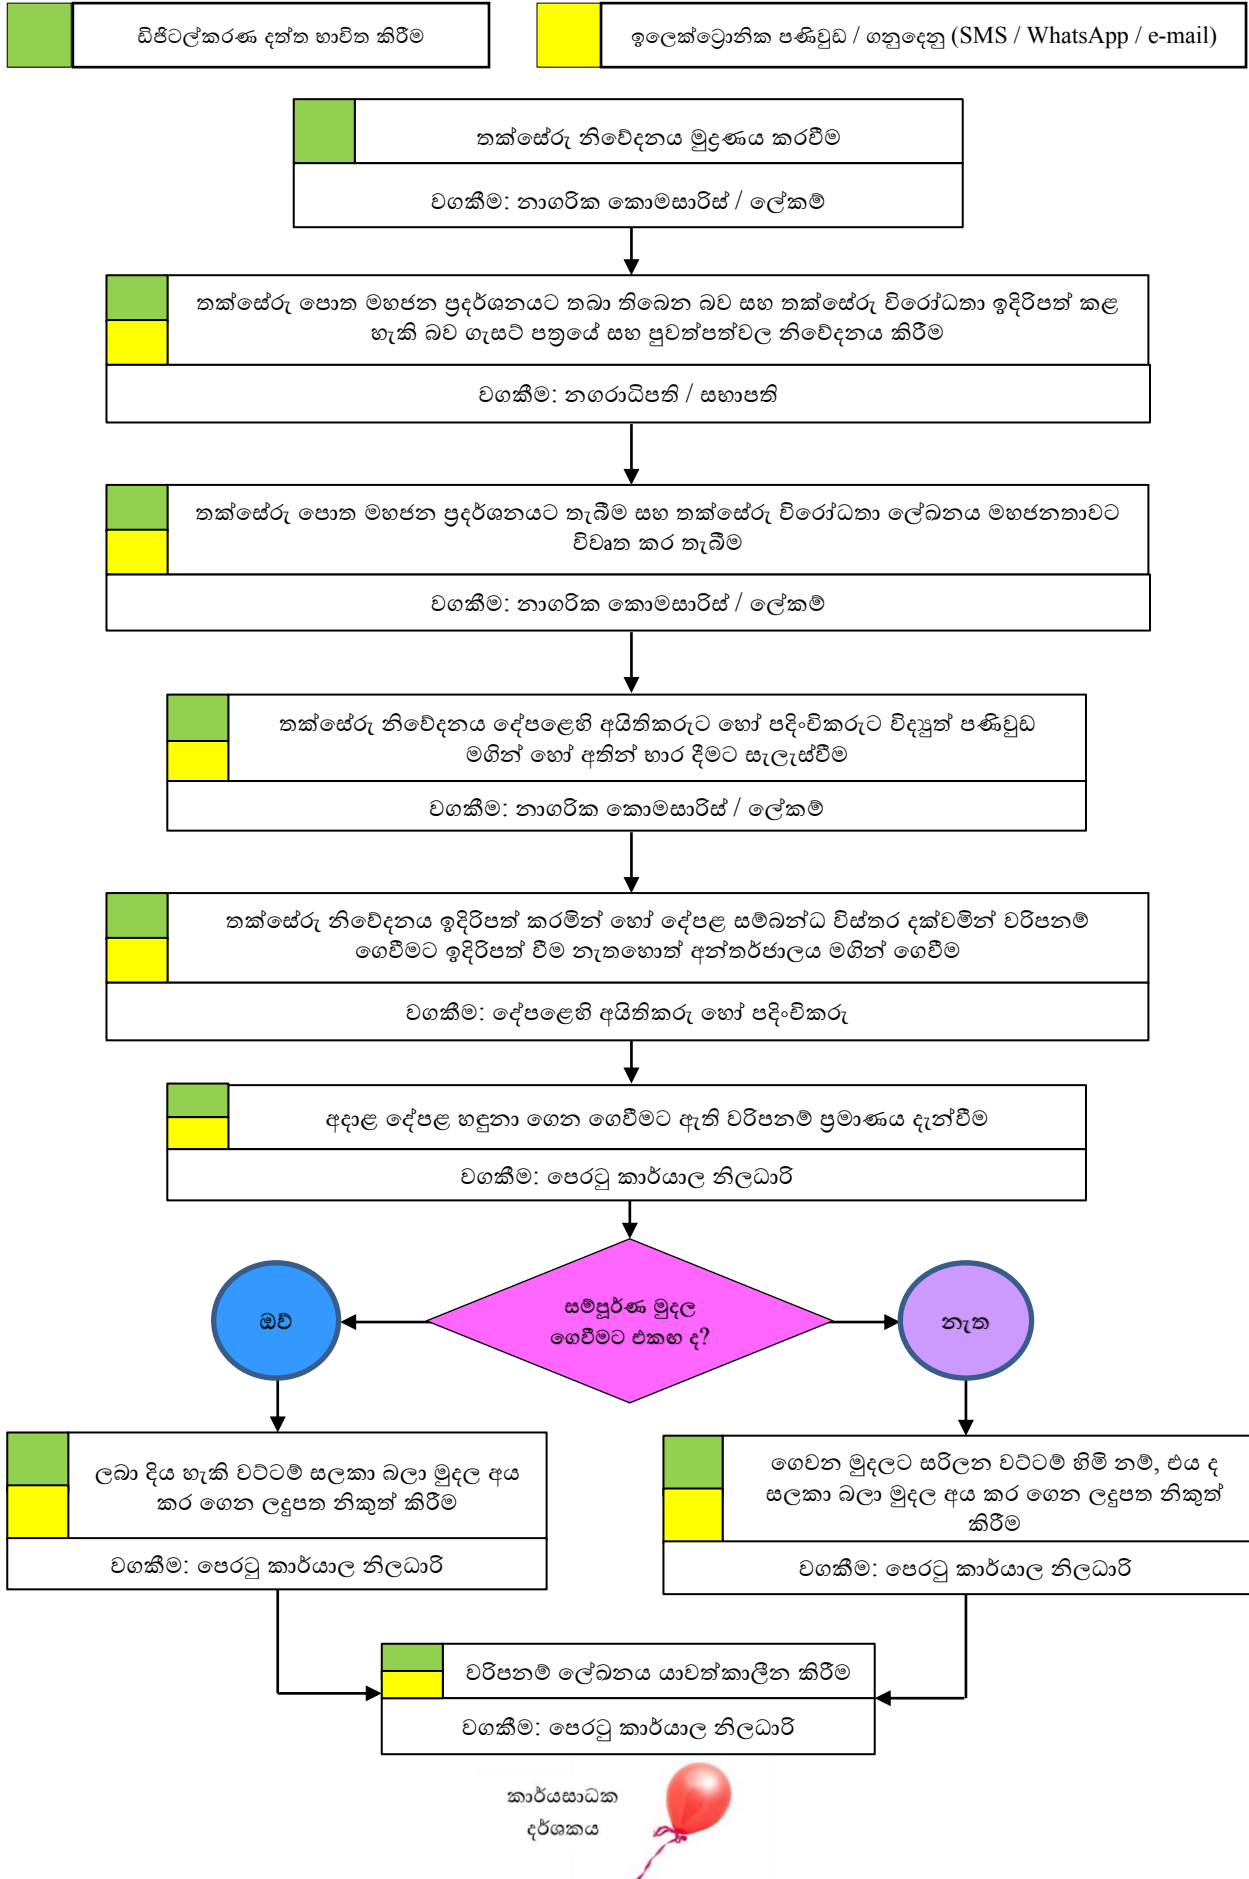 ඩිජිටල්කරණ දත්ත භාවිත කිරීම
ඉලෙක්ට්‍රොනික පණිවුඩ / ගනුදෙනු (SMS / WhatsApp / e-mail)
තක්සේරු නිවේදනය මුද්‍රණය කරවීම
වගකීම: නාගරික කොමසාරිස් / ලේකම්
තක්සේරු පොත මහජන ප්‍රදර්ශනයට තබා තිබෙන බව සහ තක්සේරු විරෝධතා ඉදිරිපත් කළ
හැකි බව ගැසට් පත්‍රයේ සහ පුවත්පත්වල නිවේදනය කිරීම
වගකීම: නගරාධිපති / සභාපති
තක්සේරු පොත මහජන ප්‍රදර්ශනයට තැබීම සහ තක්සේරු විරෝධතා ලේඛනය මහජනතාවට
විවෘත කර තැබීම
වගකීම: නාගරික කොමසාරිස් / ලේකම්
තක්සේරු නිවේදනය දේපළෙහි අයිතිකරුට හෝ පදිංචිකරුට විද්‍යුත් පණිවුඩ
මගින් හෝ අතින් භාර දීමට සැලැස්වීම
වගකීම: නාගරික කොමසාරිස් / ලේකම්
තක්සේරු නිවේදනය ඉදිරිපත් කරමින් හෝ දේපළ සම්බන්ධ විස්තර දක්වමින් වරිපනම්
ගෙවීමට ඉදිරිපත් වීම නැතහොත් අන්තර්ජාලය මගින් ගෙවීම
වගකීම: දේපළෙහි අයිතිකරු හෝ පදිංචිකරු
අදාළ දේපළ හඳුනා ගෙන ගෙවීමට ඇති වරිපනම් ප්‍රමාණය දැන්වීම
වගකීම: පෙරටු කාර්යාල නිලධාරි
සම්පූර්ණ මුදල
ගෙවීමට එකඟ ද?
ඔව්
නැත
ලබා දිය හැකි වට්ටම් සලකා බලා මුදල අය
කර ගෙන ලදුපත නිකුත් කිරීම
වගකීම: පෙරටු කාර්යාල නිලධාරි
ගෙවන මුදලට සරිලන වට්ටම් හිමි නම්, එය ද
සලකා බලා මුදල අය කර ගෙන ලදුපත නිකුත්
කිරීම
වගකීම: පෙරටු කාර්යාල නිලධාරි
වරිපනම් ලේඛනය යාවත්කාලීන කිරීම
වගකීම: පෙරටු කාර්යාල නිලධාරි
කාර්යසාධක
දර්ශකය